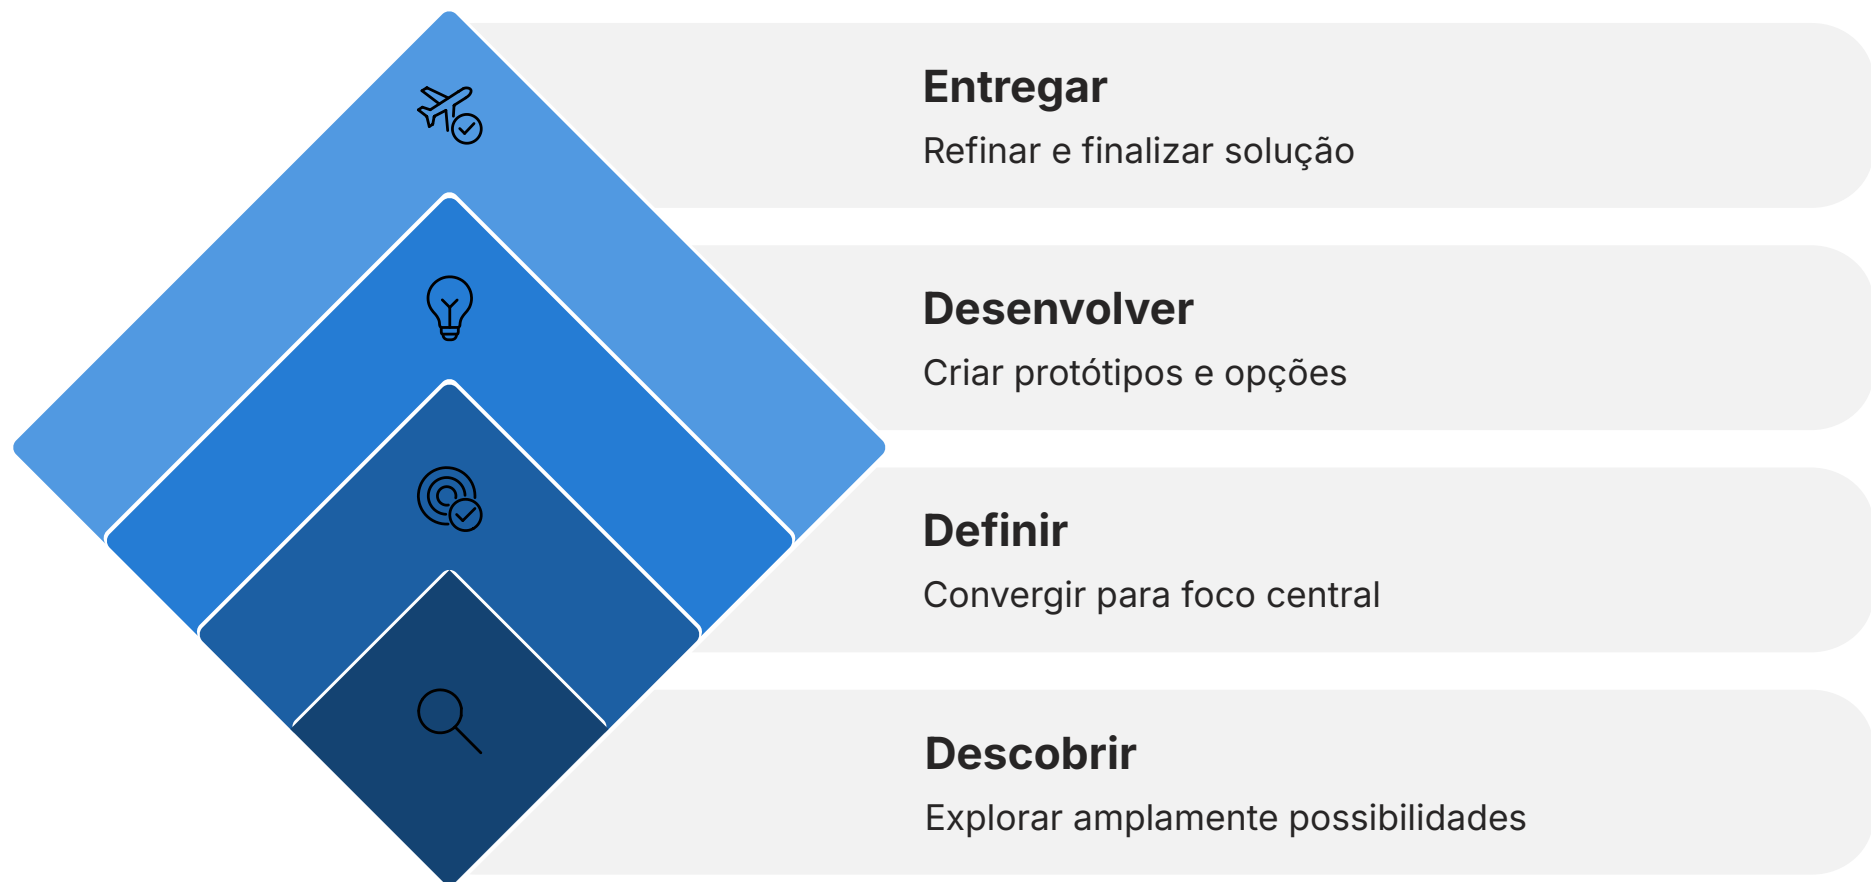 Entregar
Refinar e finalizar solução
Desenvolver
Criar protótipos e opções
Definir
Convergir para foco central
Descobrir
Explorar amplamente possibilidades